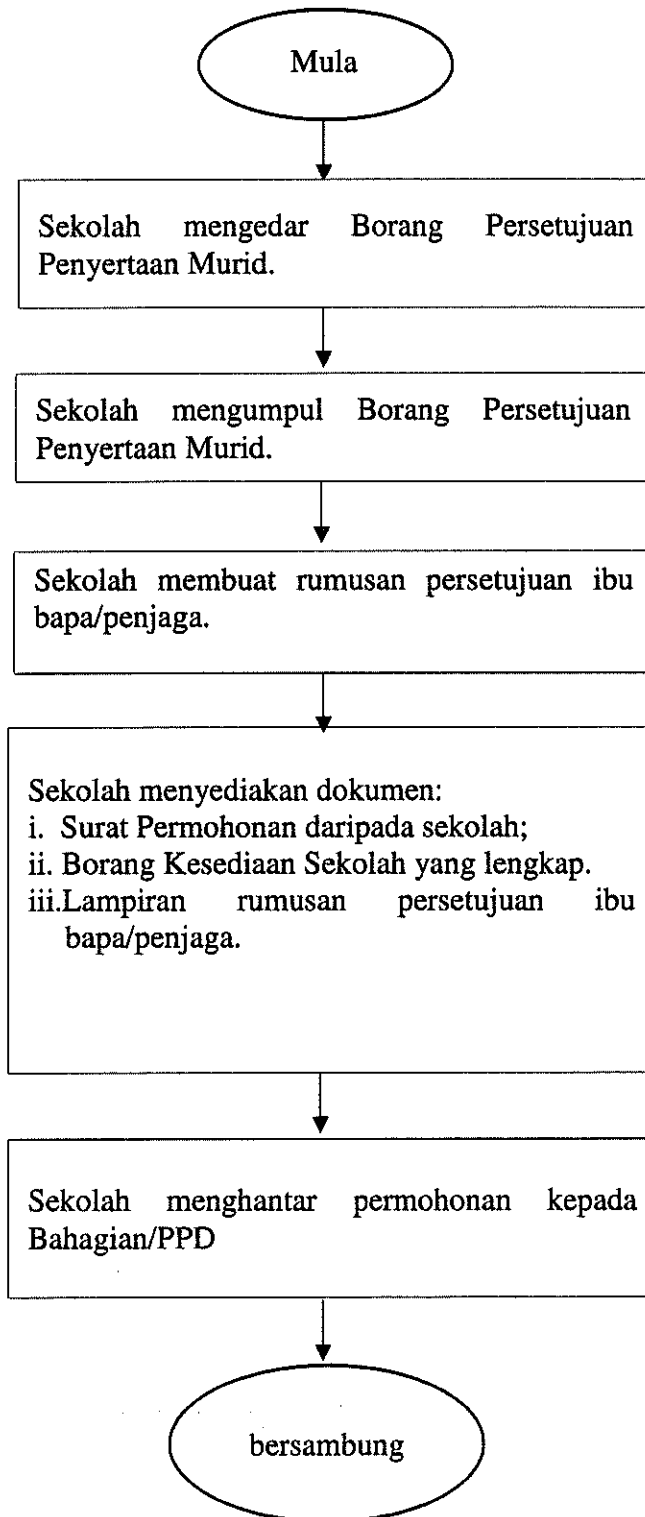 Mula
Sekolah mengedar Borang Persetujuan
Penyertaan Murid.
Sekolah mengumpul Borang Persetujuan
Penyertaan Murid.
Sekolah membuat rumusan persetujuan ibu
bapa/penjaga.
Sekolah menyediakan dokumen:
i. Surat Permohonan daripada sekolah;
ii. Borang Kesediaan Sekolah yang lengkap.
iii.Lampiran rumusan persetujuan ibu
bapa/penjaga.
Sekolah menghantar permohonan kepada
Bahagian/PPD
bersambung